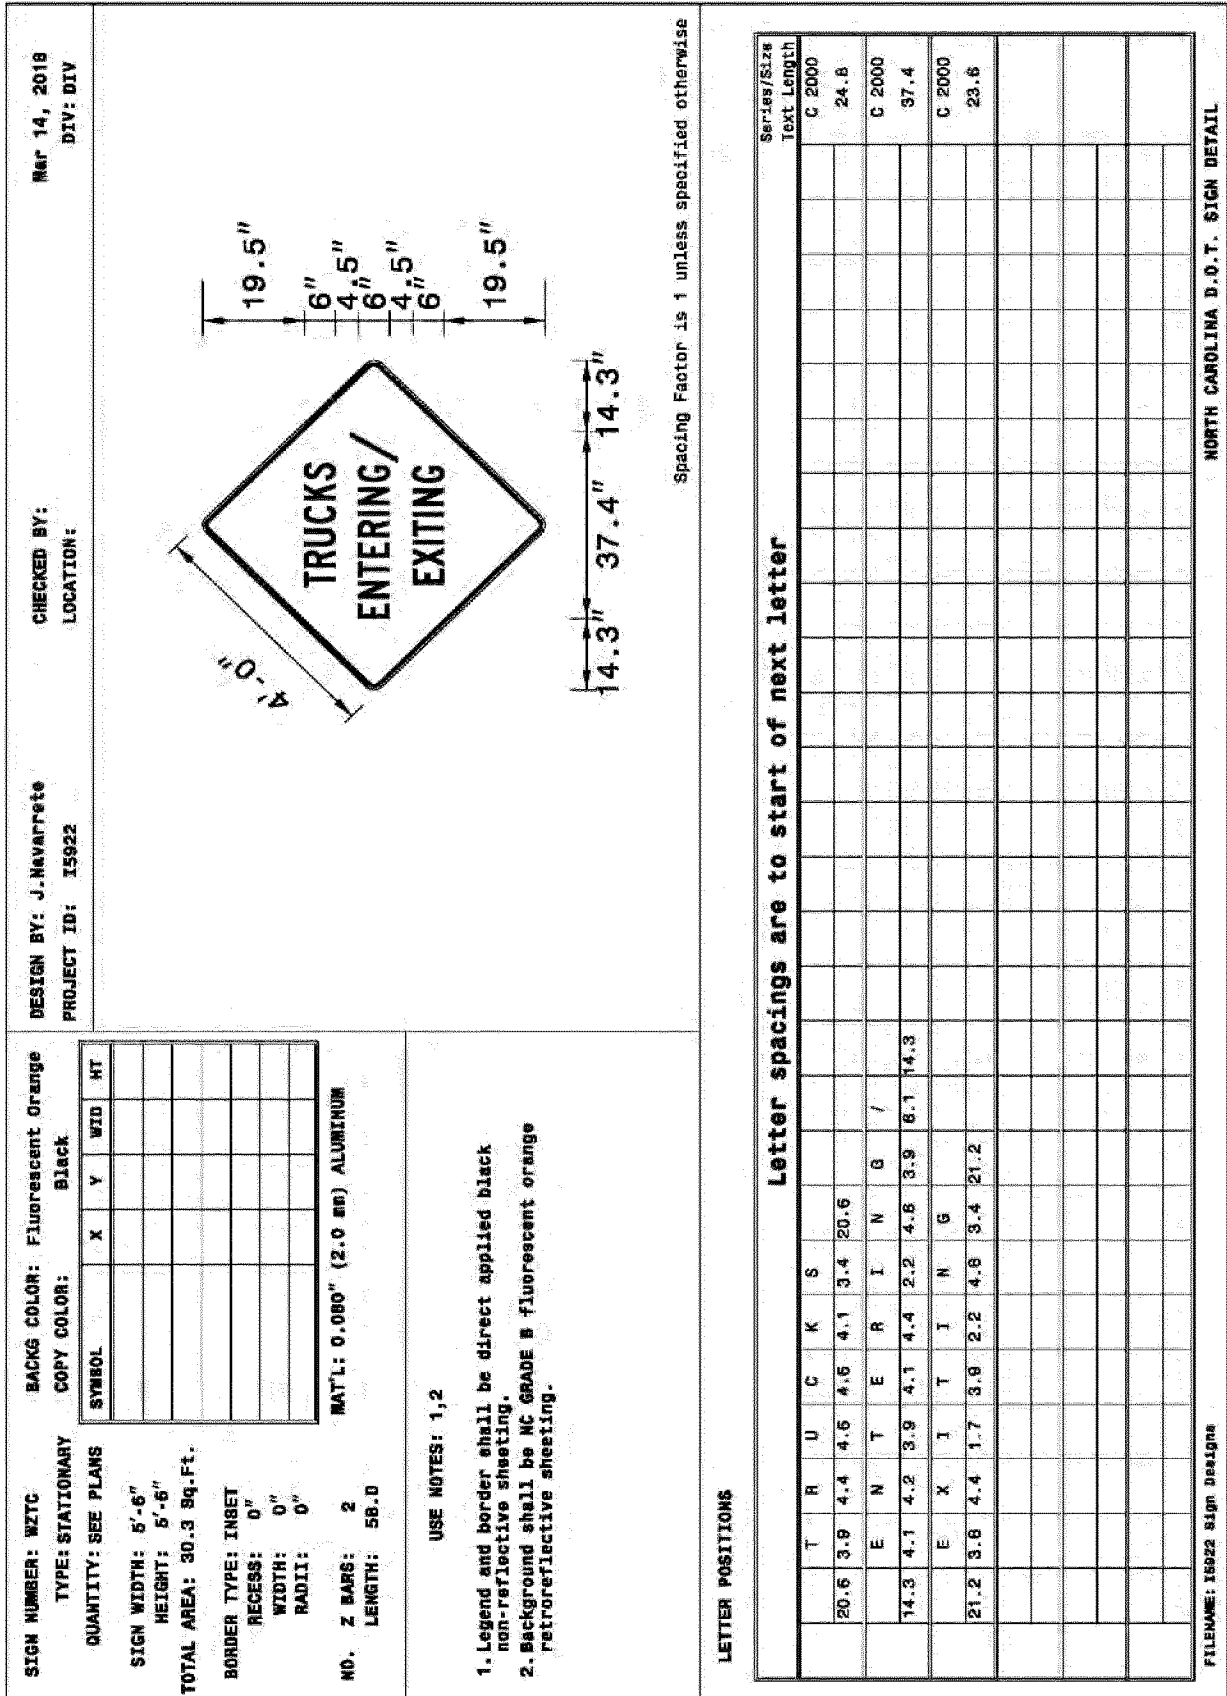 SIGN NUMBER: WZTC
TYPE: STATIONARY
QUANTITY: SEE PLANS
SIGN WIDTH: 5'-6"
HEIGHT: 5'-6"
TOTAL AREA: 30.3 Sq.Ft.
BORDER TYPE: INSET
RECESS: 0"
WIDTH: 0"
RADII: 0"
NO. Z BARS: 2
LENGTH: 58.0
BACKG COLOR: Fluorescent Orange
COPY COLOR: Black
SYMBOL X Y WID HT
MAT'L: 0.080" (2.0 mm) ALUMINUM
USE NOTES: 1,2
1. Legend and border shall be direct applied black
non-reflective sheeting.
2. Background shall be NC GRADE B fluorescent orange
retroreflective sheeting.
DESIGN BY: J.Navarrete
PROJECT ID: I5922
CHECKED BY:
LOCATION:
Mar 14, 2018
DIV: DIV
4'-0"
TRUCKS
ENTERING/
EXITING
19.5"
6"
4.5"
6"
4.5"
6"
19.5"
14.3" 37.4" 14.3"
Spacing Factor is 1 unless specified otherwise
LETTER POSITIONS
Letter spacings are to start of next letter
Series/Size
Text Length
T R U C K S C 2000
20.6 3.9 4.4 4.6 4.6 4.1 3.4 20.6 24.8
E N T E R I N G / C 2000
14.3 4.1 4.2 3.9 4.1 4.4 2.2 4.8 3.9 6.1 14.3 37.4
E X I T I N G C 2000
21.2 3.8 4.4 1.7 3.9 2.2 4.8 3.4 21.2 23.6
FILENAME: I5922 Sign Designs
NORTH CAROLINA D.O.T. SIGN DETAIL